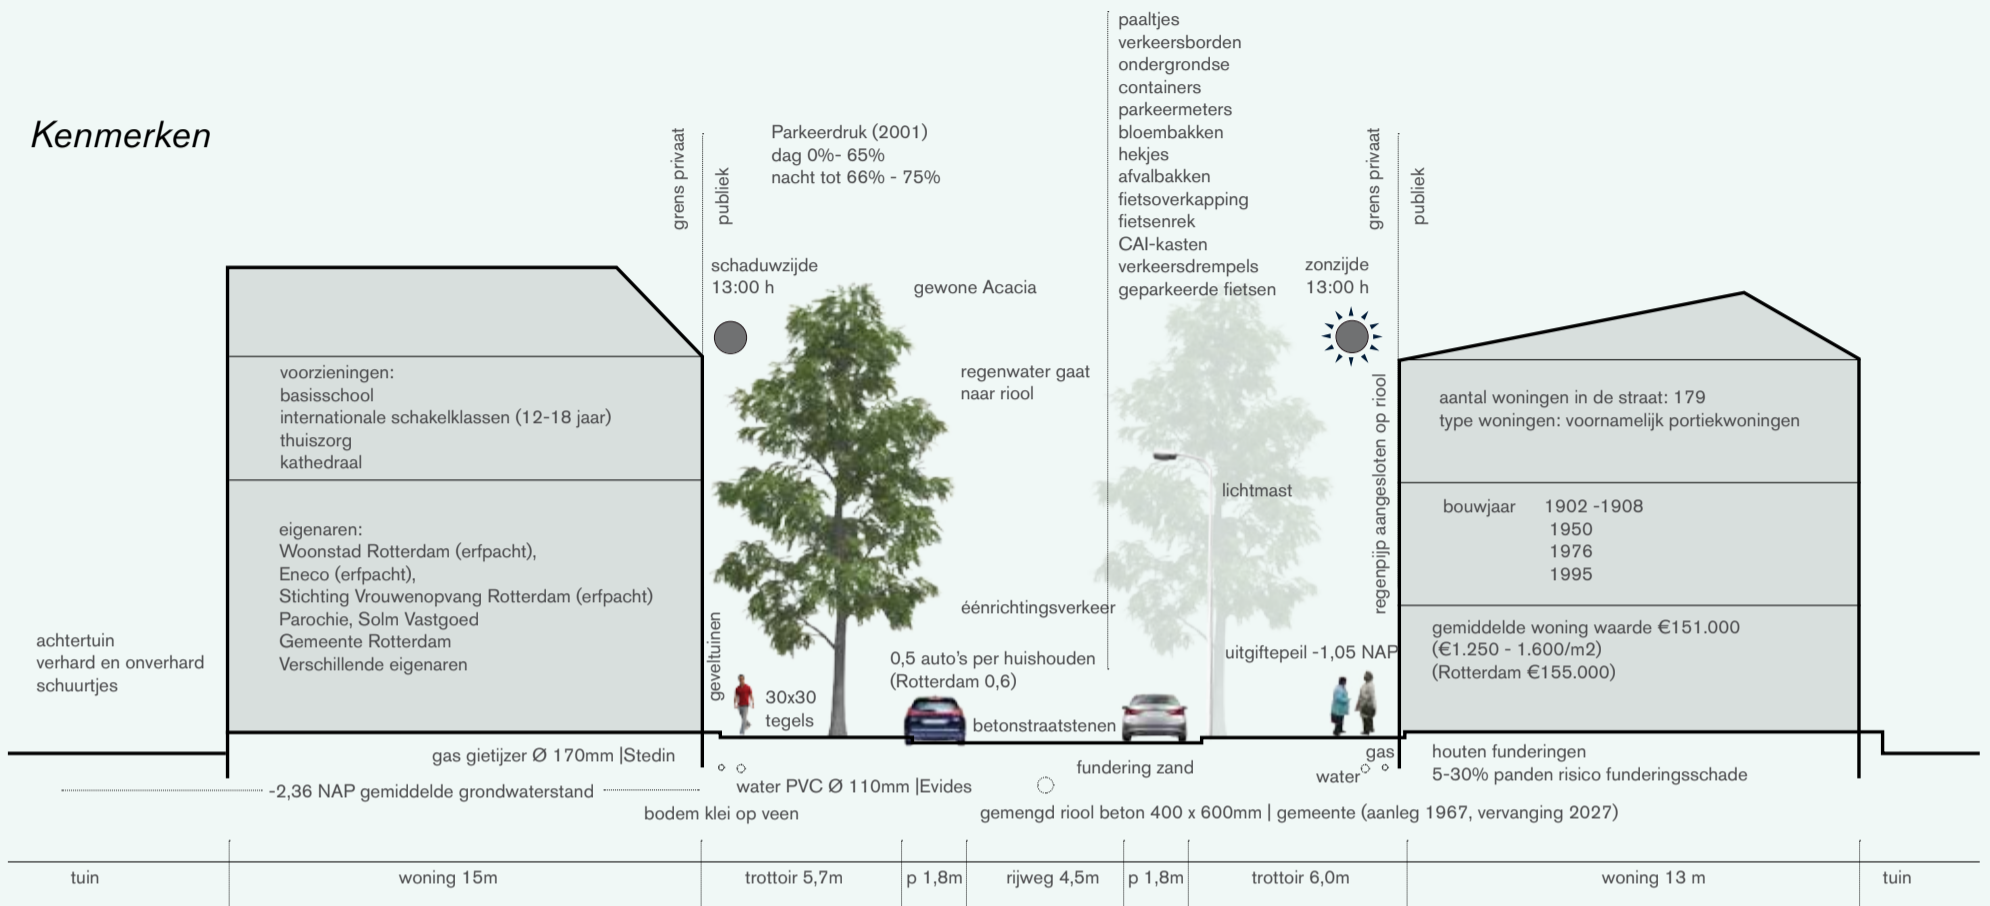 Kenmerken
grens privaat
publiek
Parkeerdruk (2001)
dag 0%- 65%
nacht tot 66% - 75%
paaltjes
verkeersborden
ondergrondse
containers
parkeermeters
bloembakken
hekjes
afvalbakken
fietsoverkapping
fietsenrek
CAI-kasten
verkeersdrempels
geparkeerde fietsen
grens privaat
publiek
schaduwzijde
13:00 h
gewone Acacia
zonzijde
13:00 h
voorzieningen:
basisschool
internationale schakelklassen (12-18 jaar)
thuiszorg
kathedraal
regenwater gaat
naar riool
regenpijp aangesloten op riool
aantal woningen in de straat: 179
type woningen: voornamelijk portiekwoningen
lichtmast
eigenaren:
Woonstad Rotterdam (erfpacht),
Eneco (erfpacht),
Stichting Vrouwenopvang Rotterdam (erfpacht)
Parochie, Solm Vastgoed
Gemeente Rotterdam
Verschillende eigenaren
bouwjaar 1902 -1908
1950
1976
1995
achtertuin
verhard en onverhard
schuurtjes
geveltuinen
30x30
tegels
éénrichtingsverkeer
0,5 auto's per huishouden
(Rotterdam 0,6)
betonstraatstenen
uitgiftepeil -1,05 NAP
gemiddelde woning waarde €151.000
(€1.250 - 1.600/m2)
(Rotterdam €155.000)
gas gietijzer Ø 170mm |Stedin
-2,36 NAP gemiddelde grondwaterstand
water PVC Ø 110mm |Evides
bodem klei op veen
fundering zand
gas
water
houten funderingen
5-30% panden risico funderingsschade
gemengd riool beton 400 x 600mm | gemeente (aanleg 1967, vervanging 2027)
tuin
woning 15m
trottoir 5,7m
p 1,8m
rijweg 4,5m
p 1,8m
trottoir 6,0m
woning 13 m
tuin